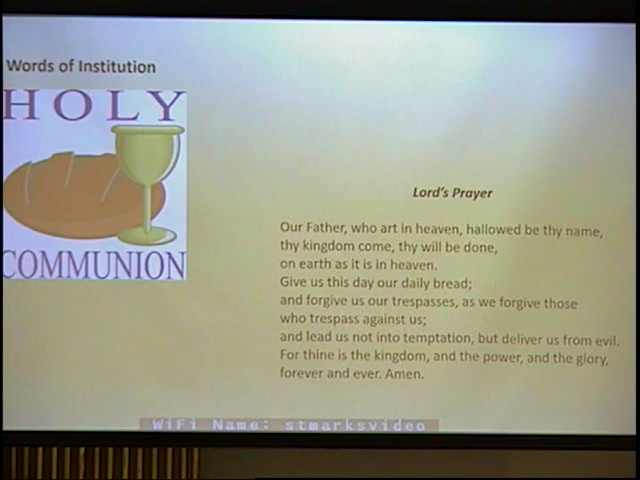 Words of Institution
HOLY
COMMUNION
Lord's Prayer
Our Father, who art in heaven, hallowed be thy name,
thy kingdom come, thy will be done,
on earth as it is in heaven.
Give us this day our daily bread;
and forgive us our trespasses, as we forgive those
who trespass against us;
and lead us not into temptation, but deliver us from evil.
For thine is the kingdom, and the power, and the glory,
forever and ever. Amen.
WiFi Name: stmarksvideo